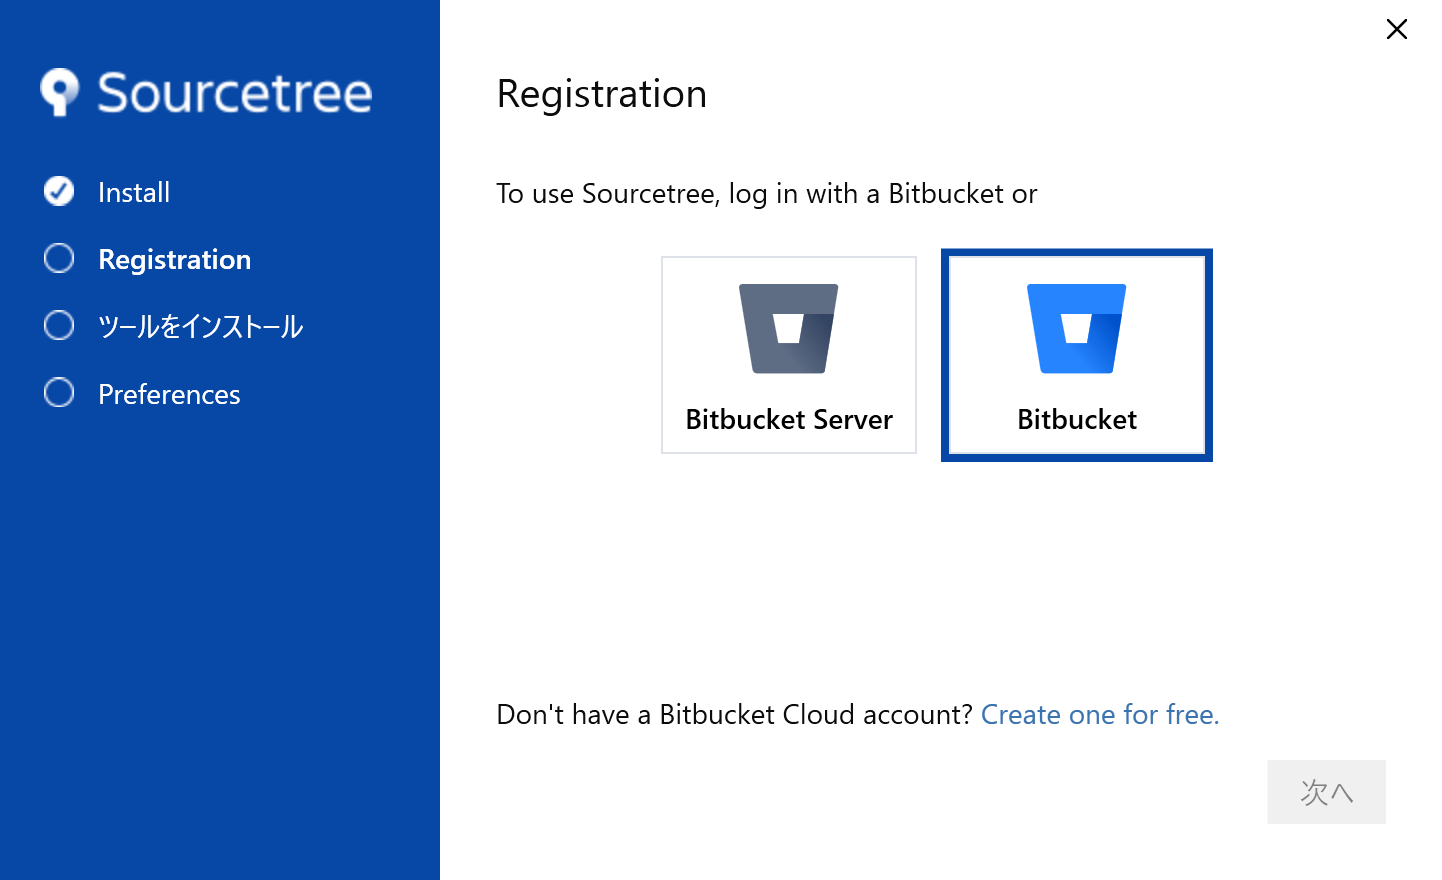 Sourcetree
Install
Registration
ツールをインストール
Preferences
Registration
To use Sourcetree, log in with a Bitbucket or
Bitbucket Server
Bitbucket
Don't have a Bitbucket Cloud account? Create one for free.
次へ